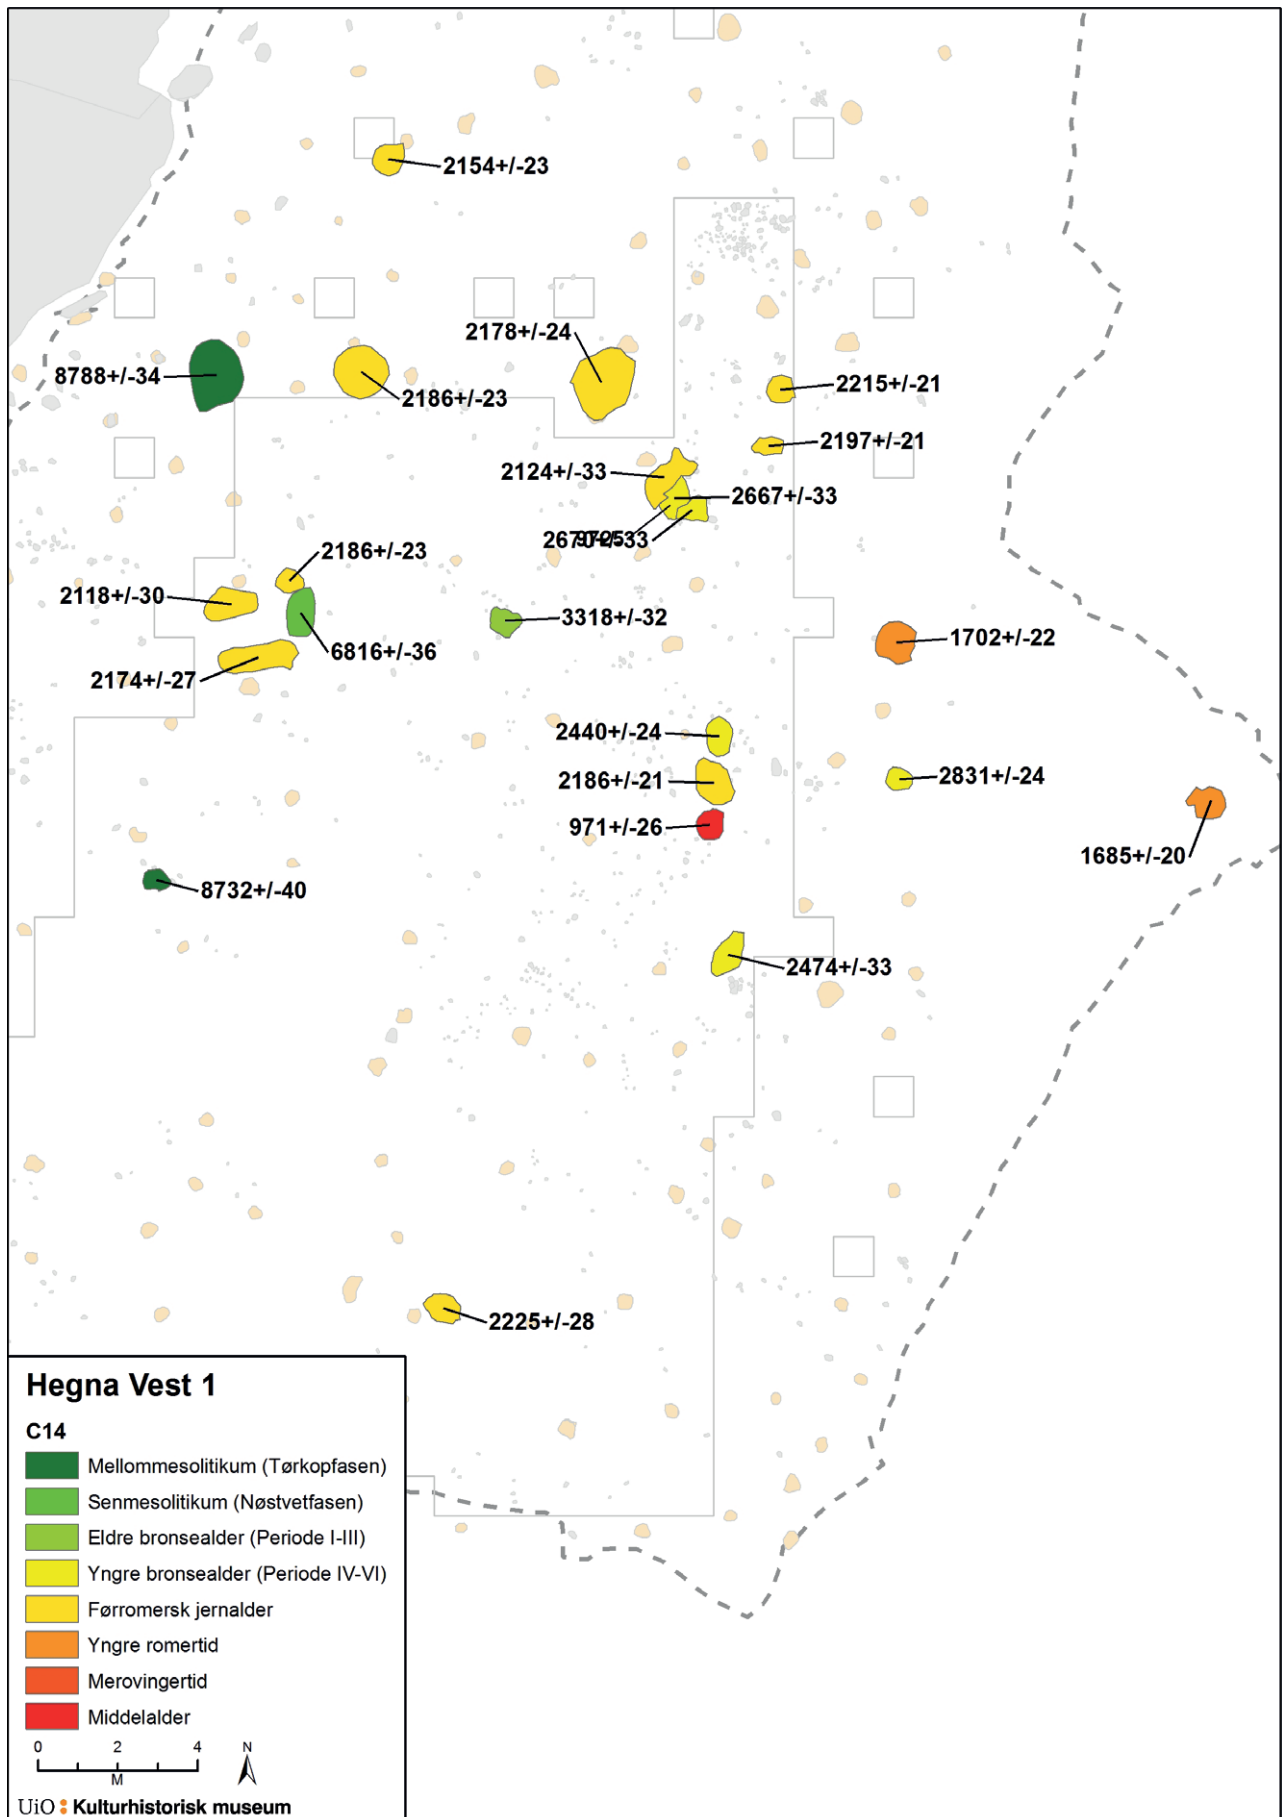 2154+/-23
2178+/-24
8788+/-34
2186+/-23
2215+/-21
2197+/-21
2124+/-33
2667+/-33
2670+/-33
2186+/-23
2118+/-30
3318+/-32
6816+/-36
1702+/-22
2174+/-27
2440+/-24
2186+/-21
2831+/-24
971+/-26
1685+/-20
8732+/-40
2474+/-33
2225+/-28
Hegna Vest 1
C14
Mellommesolitikum (Tørkopfasen)
Senmesolitikum (Nøstvetfasen)
Eldre bronsealder (Periode I-III)
Yngre bronsealder (Periode IV-VI)
Førromersk jernalder
Yngre romertid
Merovingertid
Middelalder
0 2 4 N
M
UiO Kulturhistorisk museum